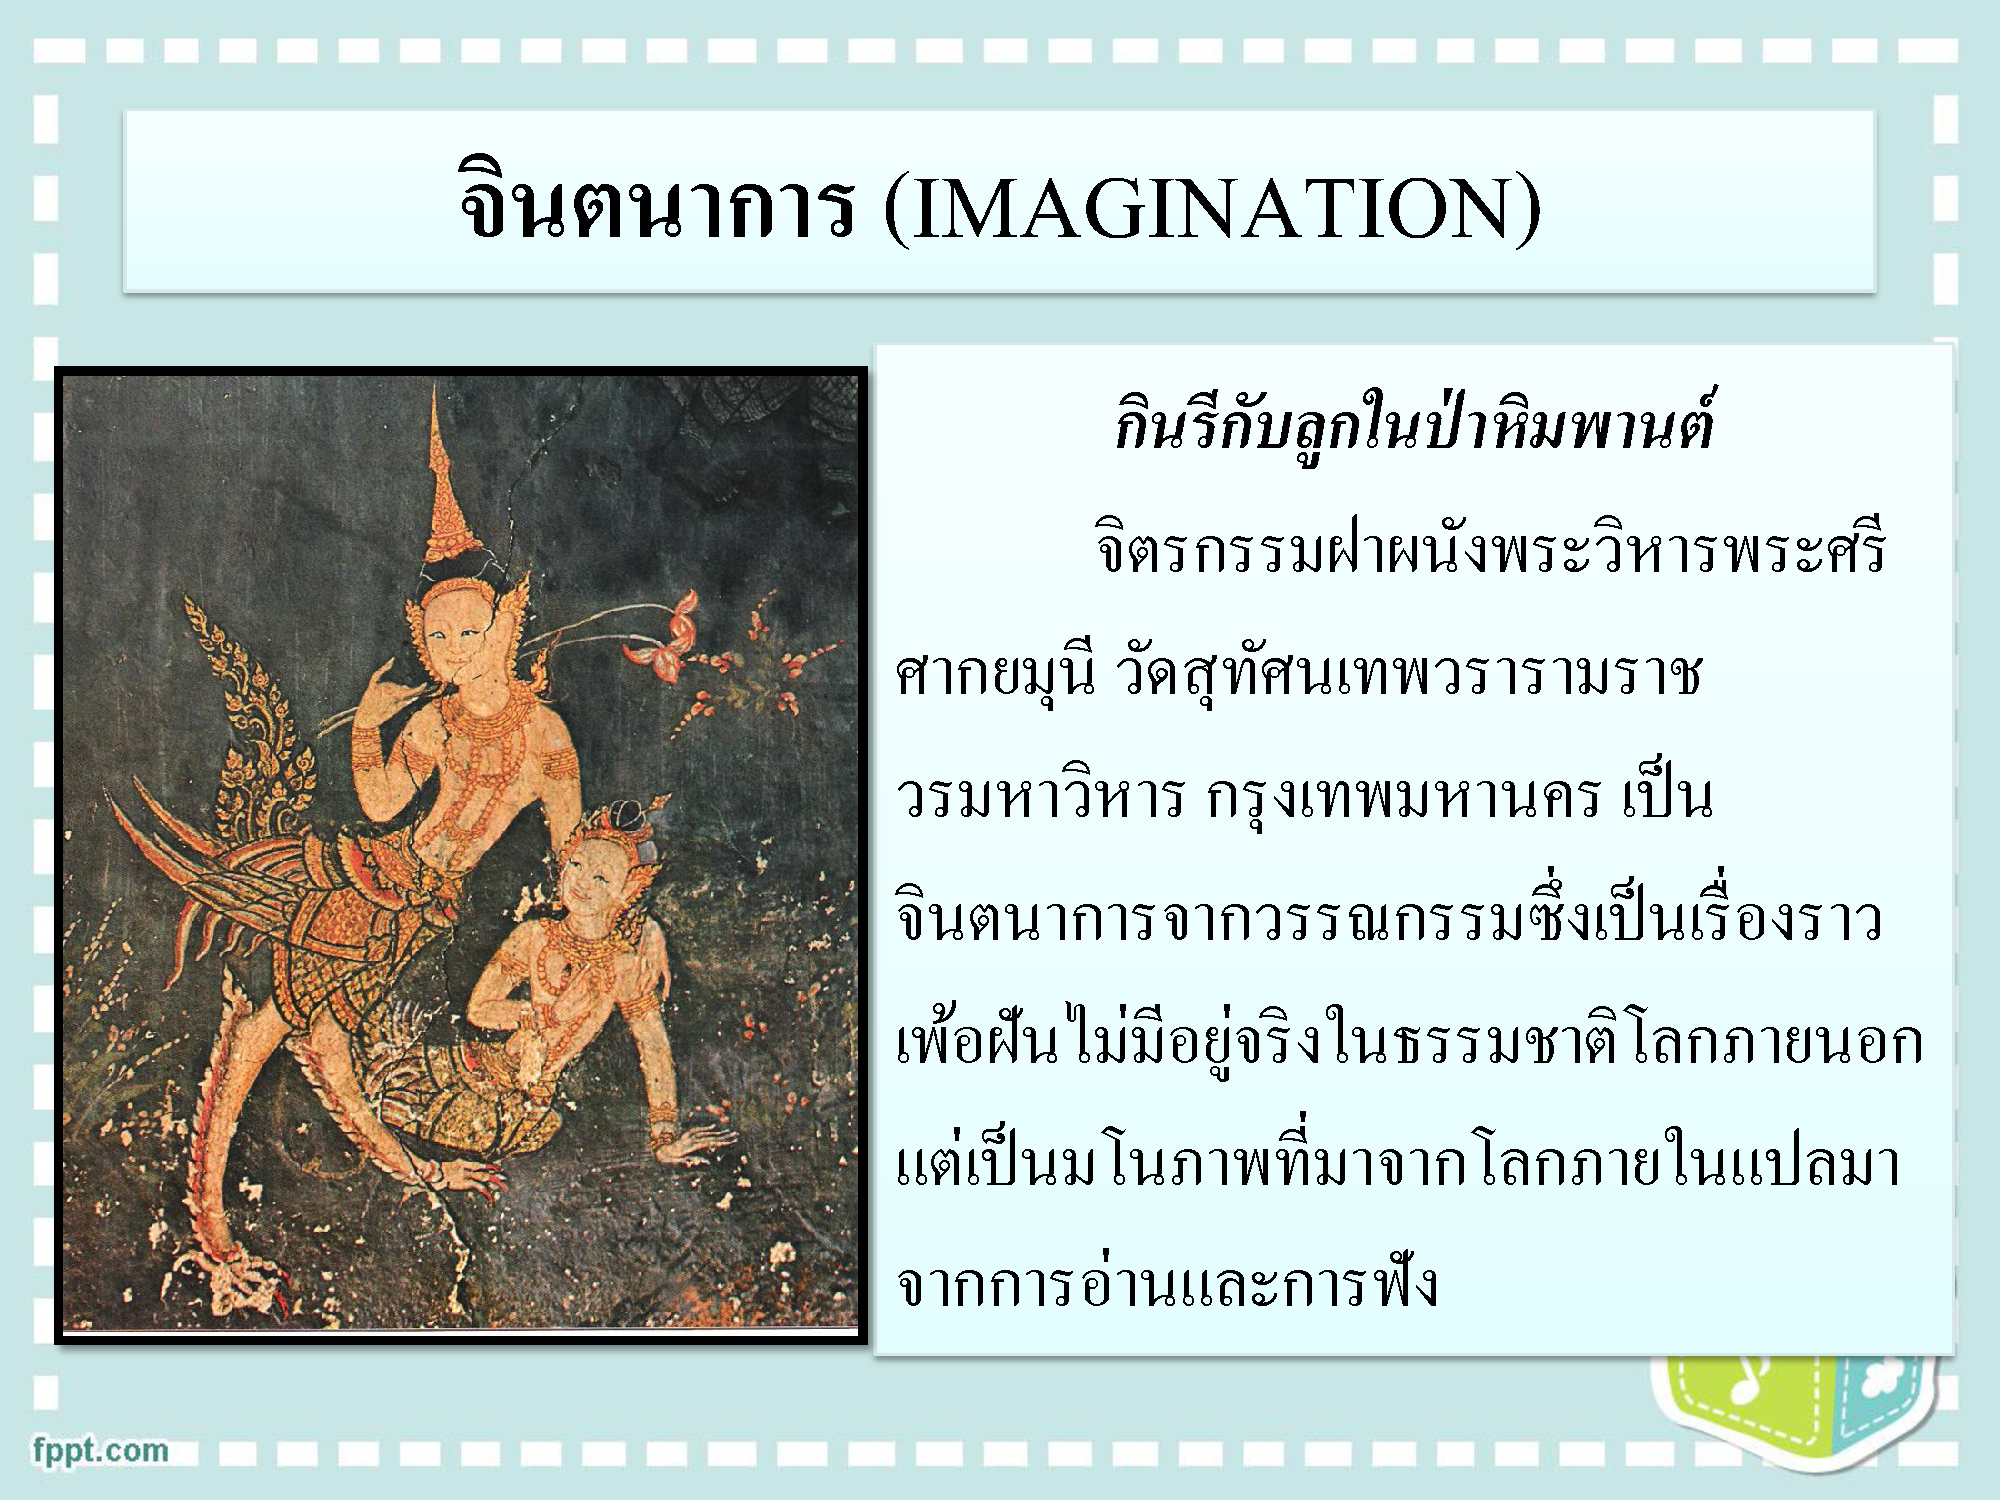 จินตนาการ (IMAGINATION)
กินรีกับลูกในป่าหิมพานต์
จิตรกรรมฝาผนังพระวิหารพระศรี
ศากยมุนี วัดสุทัศนเทพวรารามราช
วรมหาวิหาร กรุงเทพมหานคร เป็น
จินตนาการจากวรรณกรรมซึ่งเป็นเรื่องราว
เพ้อฝันไม่มีอยู่จริงในธรรมชาติโลกภายนอก
แต่เป็นมโนภาพที่มาจากโลกภายในแปลมา
จากการอ่านและการฟัง
fppt.com